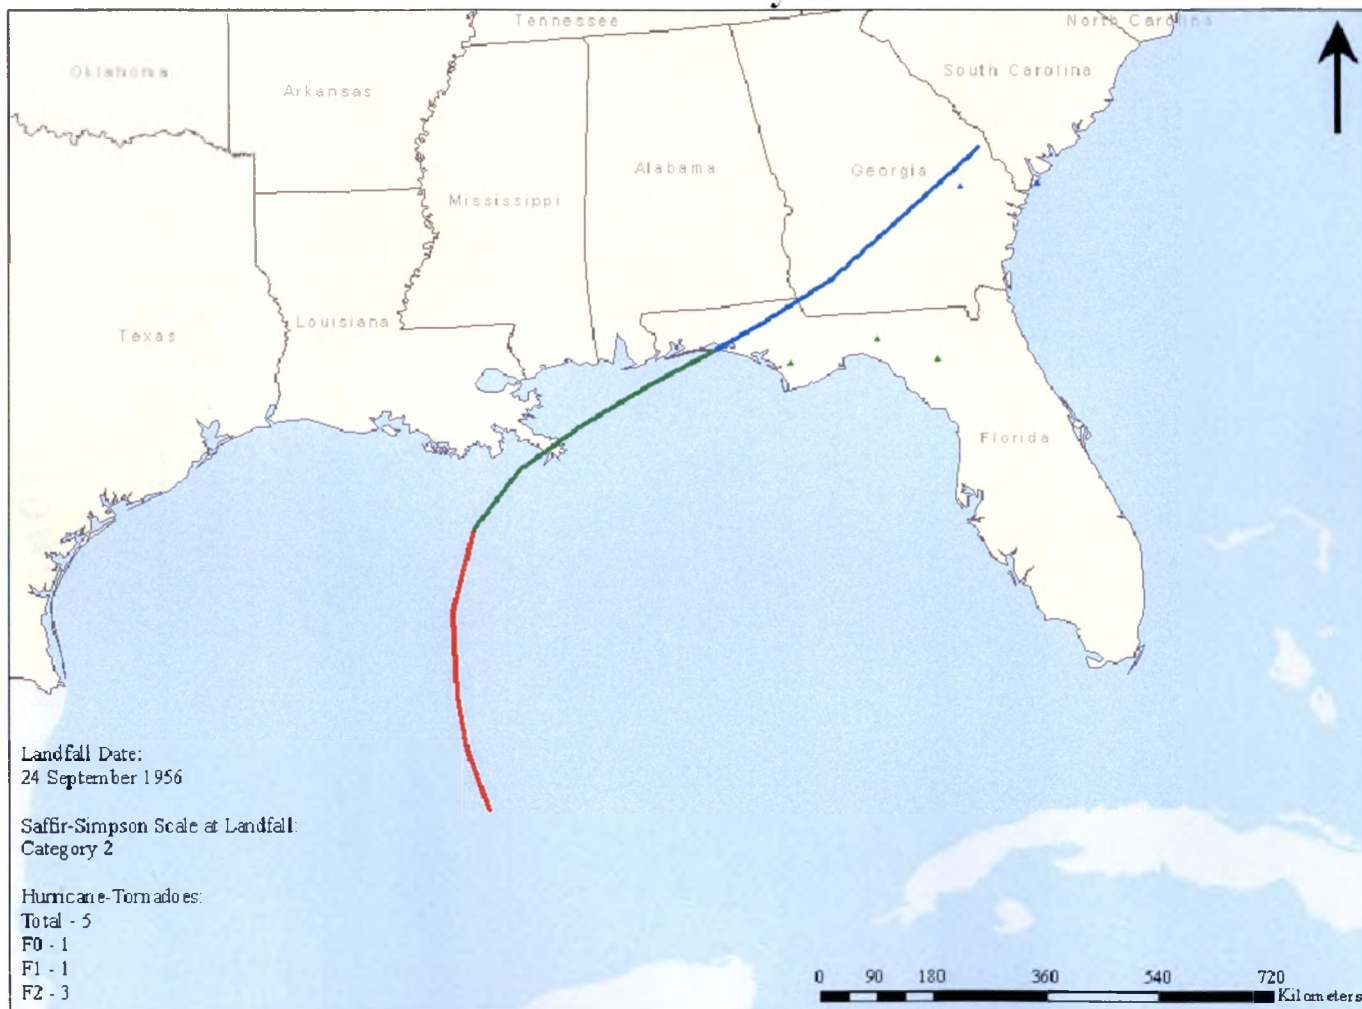 Tennessee
North Carolina
Oklahoma
South Carolina
Arkansas
Alabama
Georgia
Mississippi
Louisiana
Texas
Florida
Landfall Date:
24 September 1956
Saffir-Simpson Scale at Landfall:
Category 2
Hurricane-Tornadoes:
Total - 5
F0 - 1
F1 - 1
F2 - 3
0 90 180 360 540 720
Kilometers